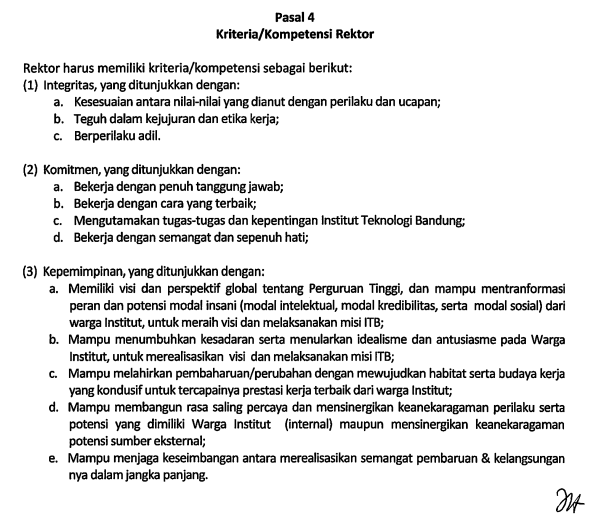 Pasal 4
Kriteria/Kompetensi Rektor
Rektor harus memiliki kriteria/kompetensi sebagai berikut:
(1) Integritas, yang ditunjukkan dengan:
a. Kesesuaian antara nilai-nilai yang dianut dengan perilaku dan ucapan;
b. Teguh dalam kejujuran dan etika kerja;
c. Berperilaku adil.
(2) Komitmen, yang ditunjukkan dengan:
a. Bekerja dengan penuh tanggung jawab;
b. Bekerja dengan cara yang terbaik;
c. Mengutamakan tugas-tugas dan kepentingan Institut Teknologi Bandung;
d. Bekerja dengan semangat dan sepenuh hati;
(3) Kepemimpinan, yang ditunjukkan dengan:
a. Memiliki visi dan perspektif global tentang Perguruan Tinggi, dan mampu mentranformasi
peran dan potensi modal insani (modal intelektual, modal kredibilitas, serta modal sosial) dari
warga Institut, untuk meraih visi dan melaksanakan misi ITB;
b. Mampu menumbuhkan kesadaran serta menularkan idealisme dan antusiasme pada Warga
Institut, untuk merealisasikan visi dan melaksanakan misi ITB;
c. Mampu melahirkan pembaharuan/perubahan dengan mewujudkan habitat serta budaya kerja
yang kondusif untuk tercapainya prestasi kerja terbaik dari warga Institut;
d. Mampu membangun rasa saling percaya dan mensinergikan keanekaragaman perilaku serta
potensi yang dimiliki Warga Institut (internal) maupun mensinergikan keanekaragaman
potensi sumber eksternal;
e. Mampu menjaga keseimbangan antara merealisasikan semangat pembaruan & kelangsungan
nya dalam jangka panjang.